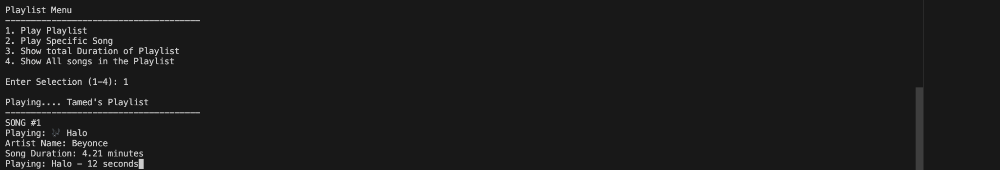 Playlist Menu
--------------------------------------
1. Play Playlist
2. Play Specific Song
3. Show total Duration of Playlist
4. Show All songs in the Playlist
Enter Selection (1-4): 1
Playing.... Tamed's Playlist
--------------------------------------
SONG #1
Playing: 🎶 Halo
Artist Name: Beyonce
Song Duration: 4.21 minutes
Playing: Halo - 12 seconds